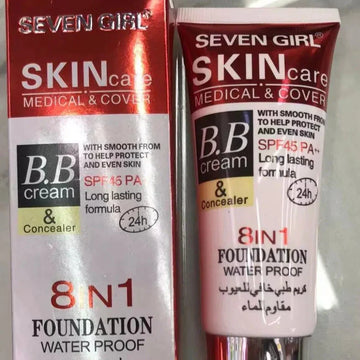 SEVEN GIRL
SKIN care
MEDICAL & COVER
B.B
cream
&
Concealer
WITH SMOOTH FROM
TO HELP PROTECT
AND EVEN SKIN
SPF45 PA
Long lasting
formula
24h
8 IN 1
FOUNDATION
WATER PROOF
SEVEN GIRL®
SKIN care
MEDICAL & COVER
B.B
cream
&
Concealer
WITH SMOOTH FROM
TO HELP PROTECT
AND EVEN SKIN
SPF45 PA++
Long lasting
formula
24h
8 IN 1
FOUNDATION
WATER PROOF
كريم طبي خافي للعيوب
مقاوم للماء